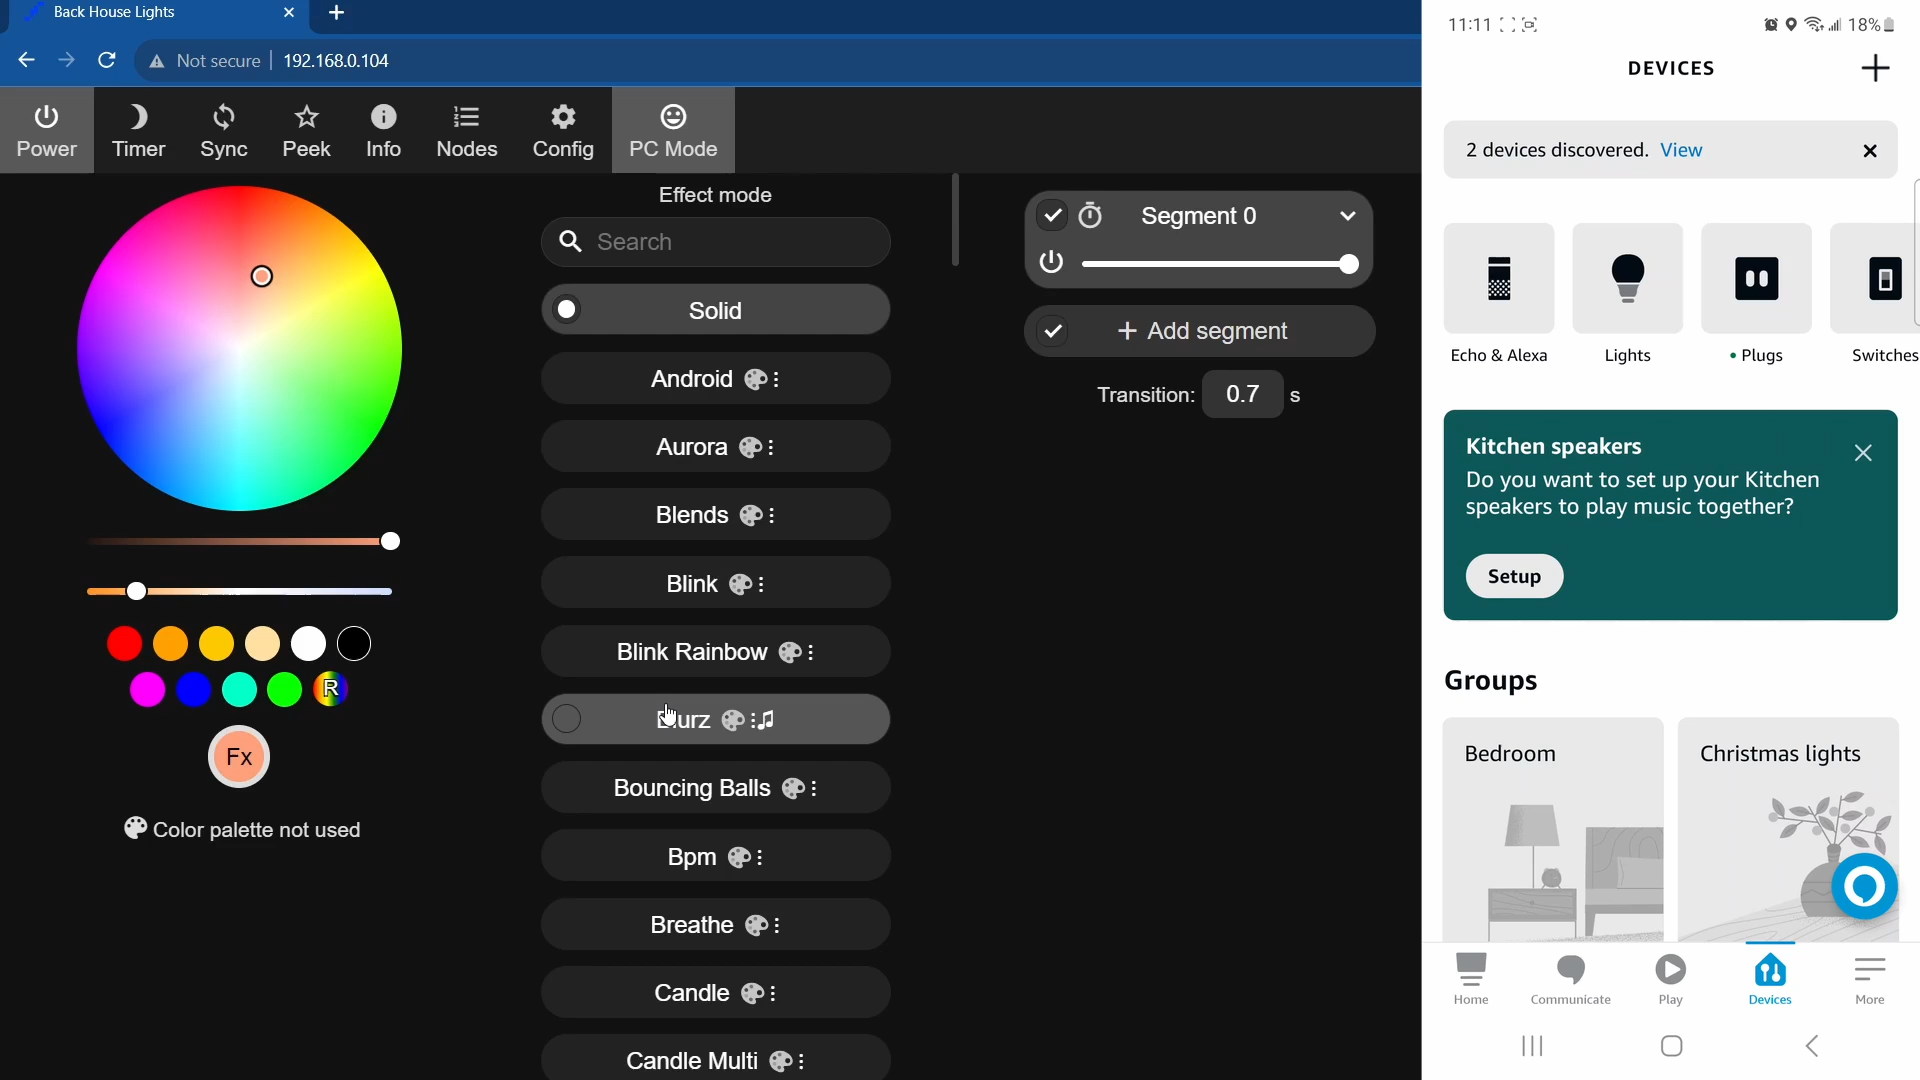 Back House Lights
Not secure
192.168.0.104
Power
Timer
Sync
Peek
Info
Nodes
Config
PC Mode
Effect mode
Search
Solid
Android
Aurora
Blends
Blink
Blink Rainbow
Bouncing Balls
Bpm
Breathe
Candle
Candle Multi
R
Fx
Color palette not used
Segment 0
+ Add segment
Transition: 0.7 s
11:11
18%
DEVICES
2 devices discovered. View
Echo & Alexa
Lights
• Plugs
Switches
Kitchen speakers
Do you want to set up your Kitchen
speakers to play music together?
Setup
Groups
Bedroom
Christmas lights
Home
Communicate
Play
Devices
More